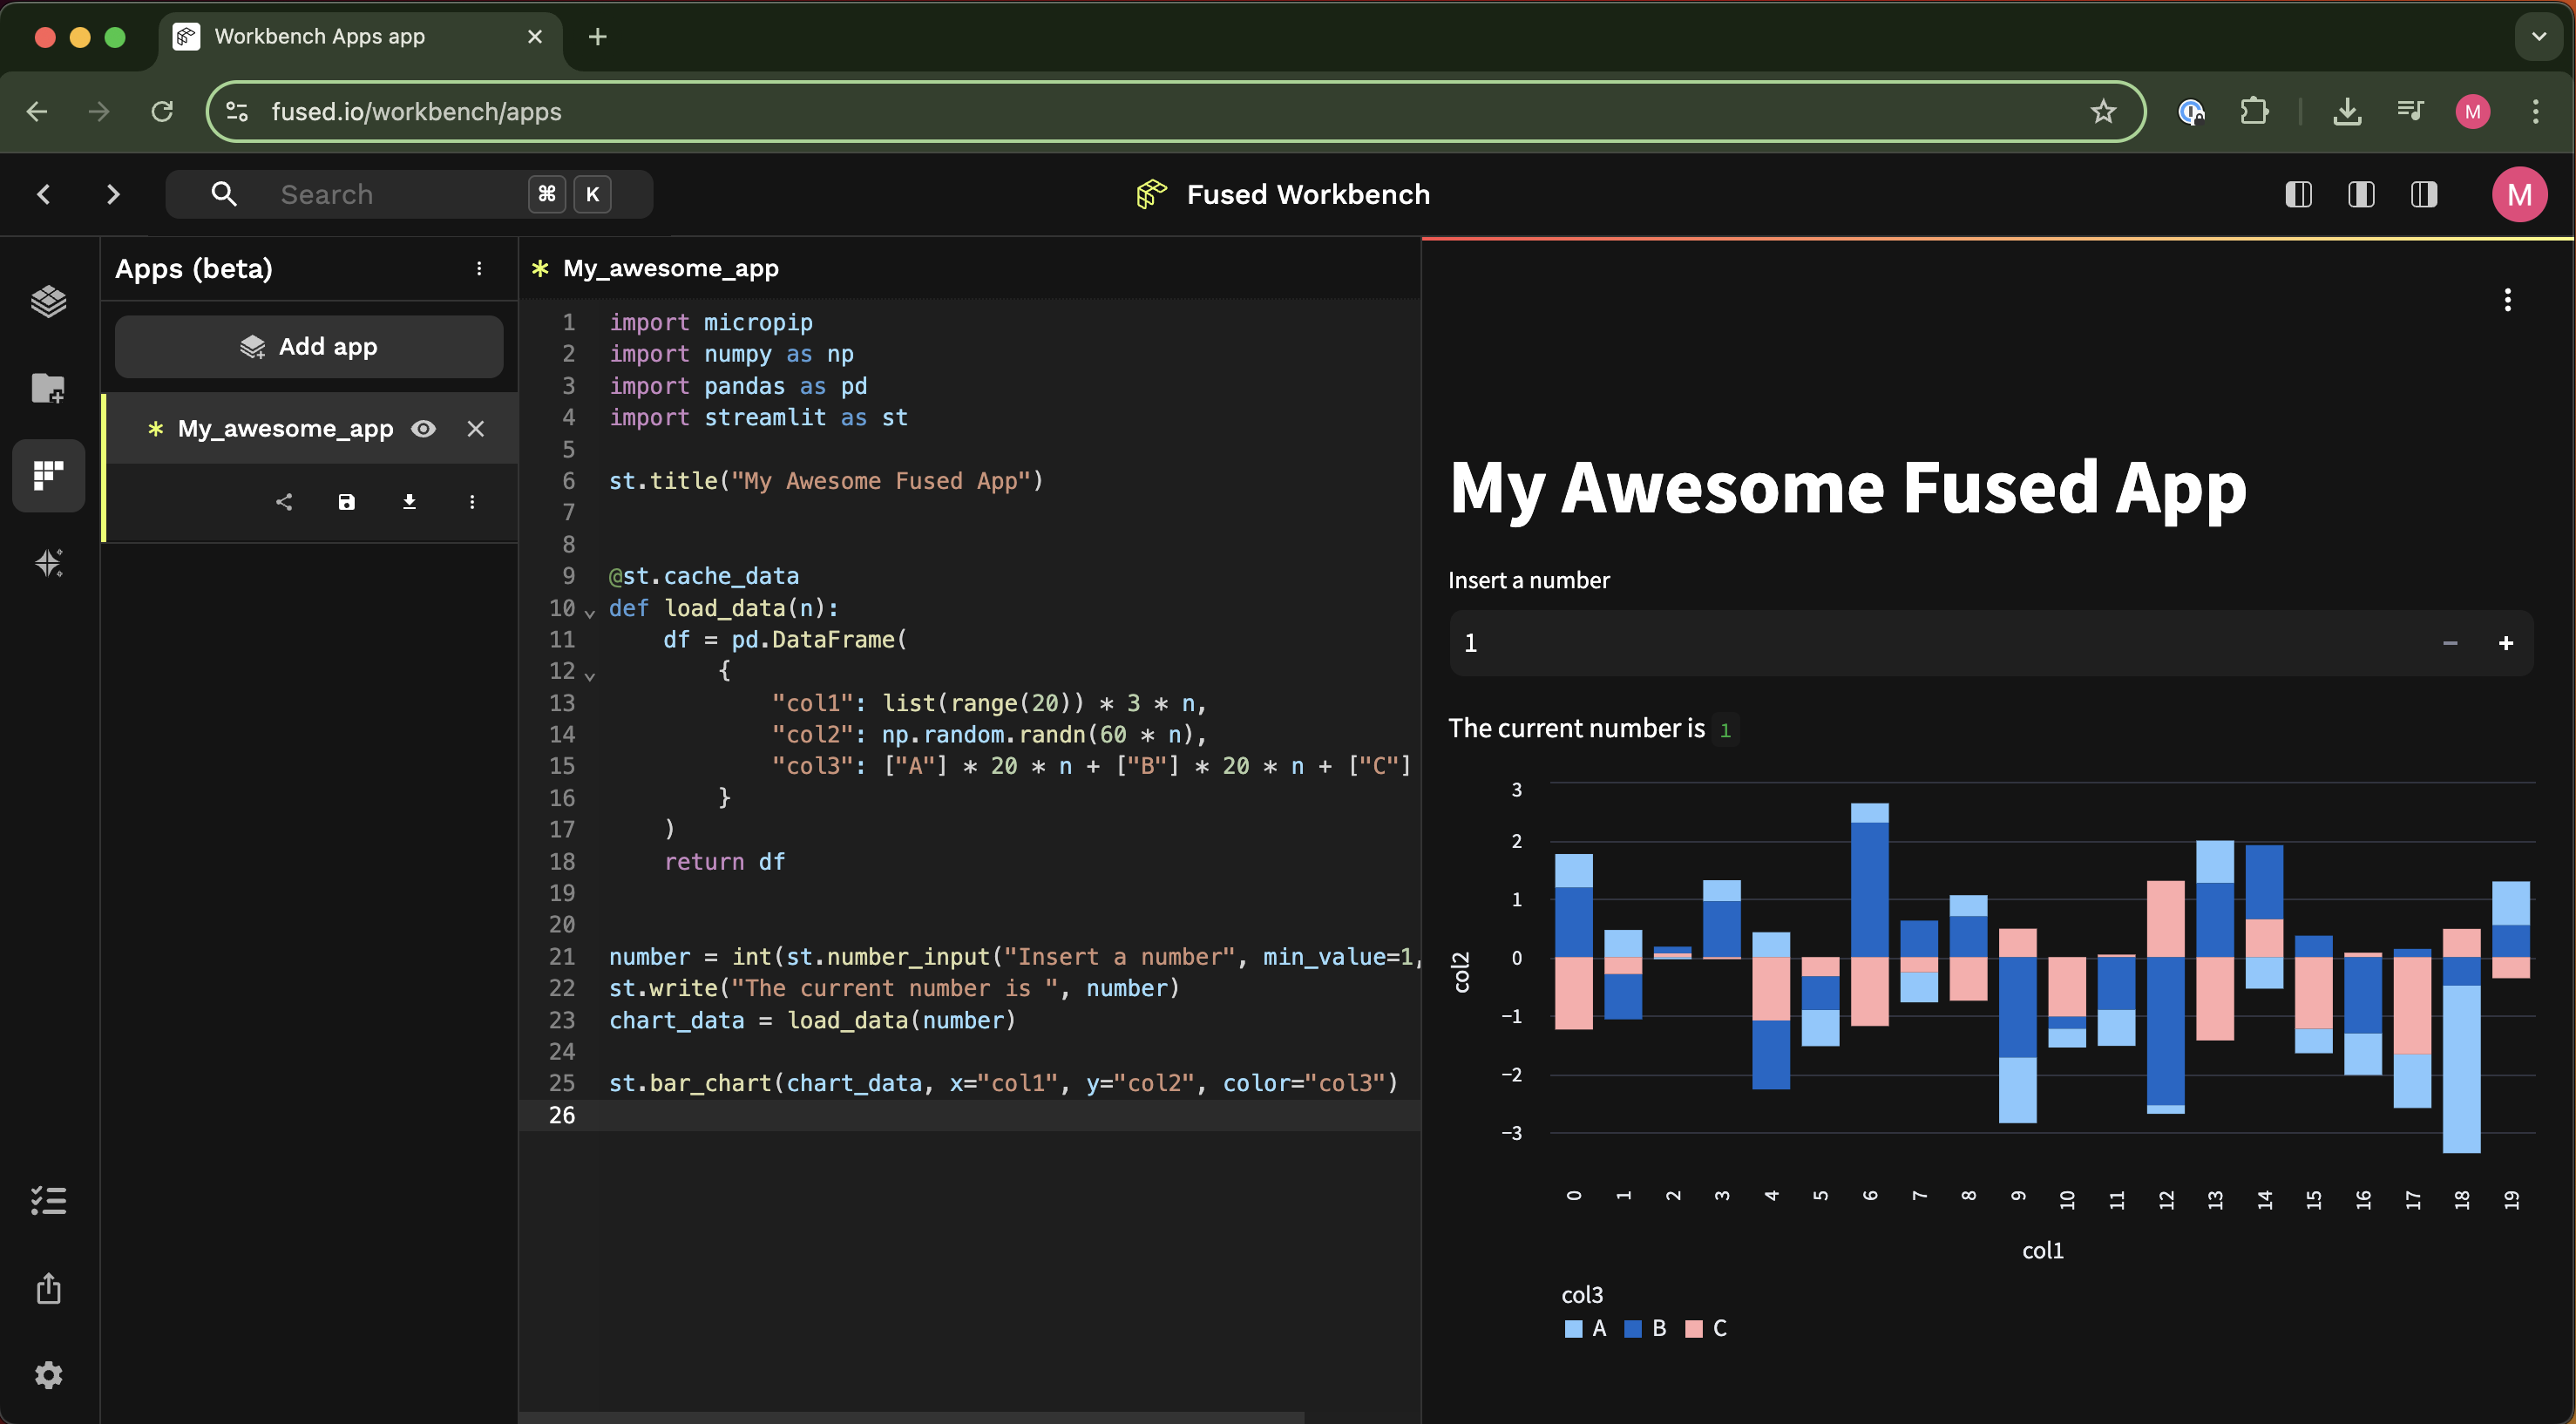 Workbench Apps app
fused.io/workbench/apps
M
Search ⌘ K
Fused Workbench
M
Apps (beta)
Add app
* My_awesome_app
* My_awesome_app
1 import micropip
2 import numpy as np
3 import pandas as pd
4 import streamlit as st
5
6 st.title("My Awesome Fused App")
7
8
9 @st.cache_data
10 def load_data(n):
11 df = pd.DataFrame(
12 {
13 "col1": list(range(20)) * 3 * n,
14 "col2": np.random.randn(60 * n),
15 "col3": ["A"] * 20 * n + ["B"] * 20 * n + ["C"]
16 }
17 )
18 return df
19
20
21 number = int(st.number_input("Insert a number", min_value=1,
22 st.write("The current number is ", number)
23 chart_data = load_data(number)
24
25 st.bar_chart(chart_data, x="col1", y="col2", color="col3")
26
My Awesome Fused App
Insert a number
1
The current number is 1
3
2
1
0
−1
−2
−3
col2
0 1 2 3 4 5 6 7 8 9 10 11 12 13 14 15 16 17 18 19
col1
col3
A B C